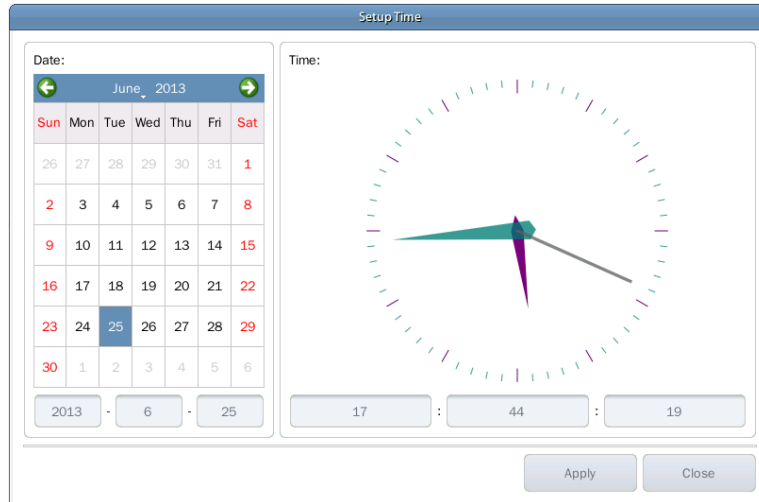 Setup Time
Date:
Time:
June 2013
Sun Mon Tue Wed Thu Fri Sat
26 27 28 29 30 31 1
2 3 4 5 6 7 8
9 10 11 12 13 14 15
16 17 18 19 20 21 22
23 24 25 26 27 28 29
30 1 2 3 4 5 6
2013 - 6 - 25
17 : 44 : 19
Apply Close